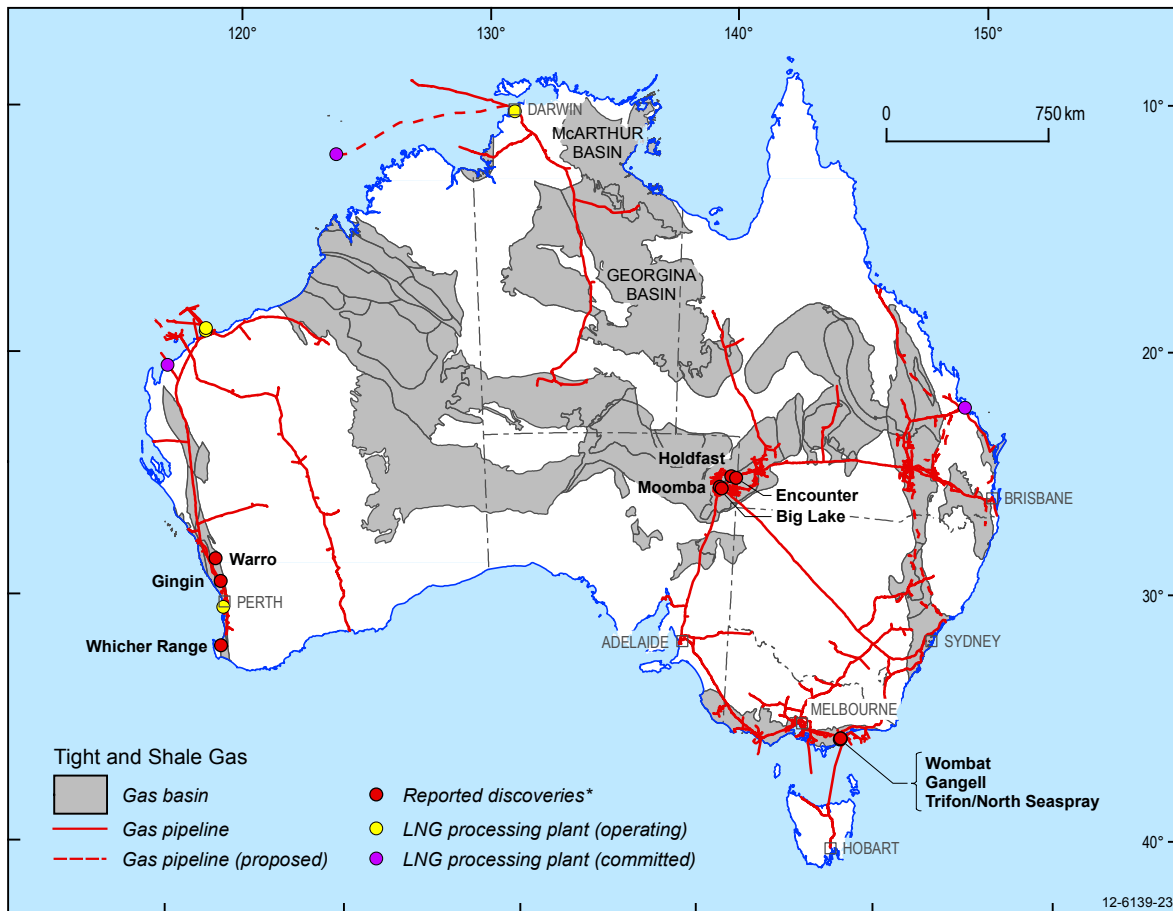 120°
130°
140°
150°
10°
20°
30°
40°
0
750 km
DARWIN
McARTHUR
BASIN
GEORGINA
BASIN
Holdfast
Moomba
Encounter
Big Lake
BRISBANE
Warro
Gingin
PERTH
Whicher Range
ADELAIDE
SYDNEY
MELBOURNE
Wombat
Gangell
Trifon/North Seaspray
HOBART
Tight and Shale Gas
Gas basin
Gas pipeline
Gas pipeline (proposed)
Reported discoveries*
LNG processing plant (operating)
LNG processing plant (committed)
12-6139-23